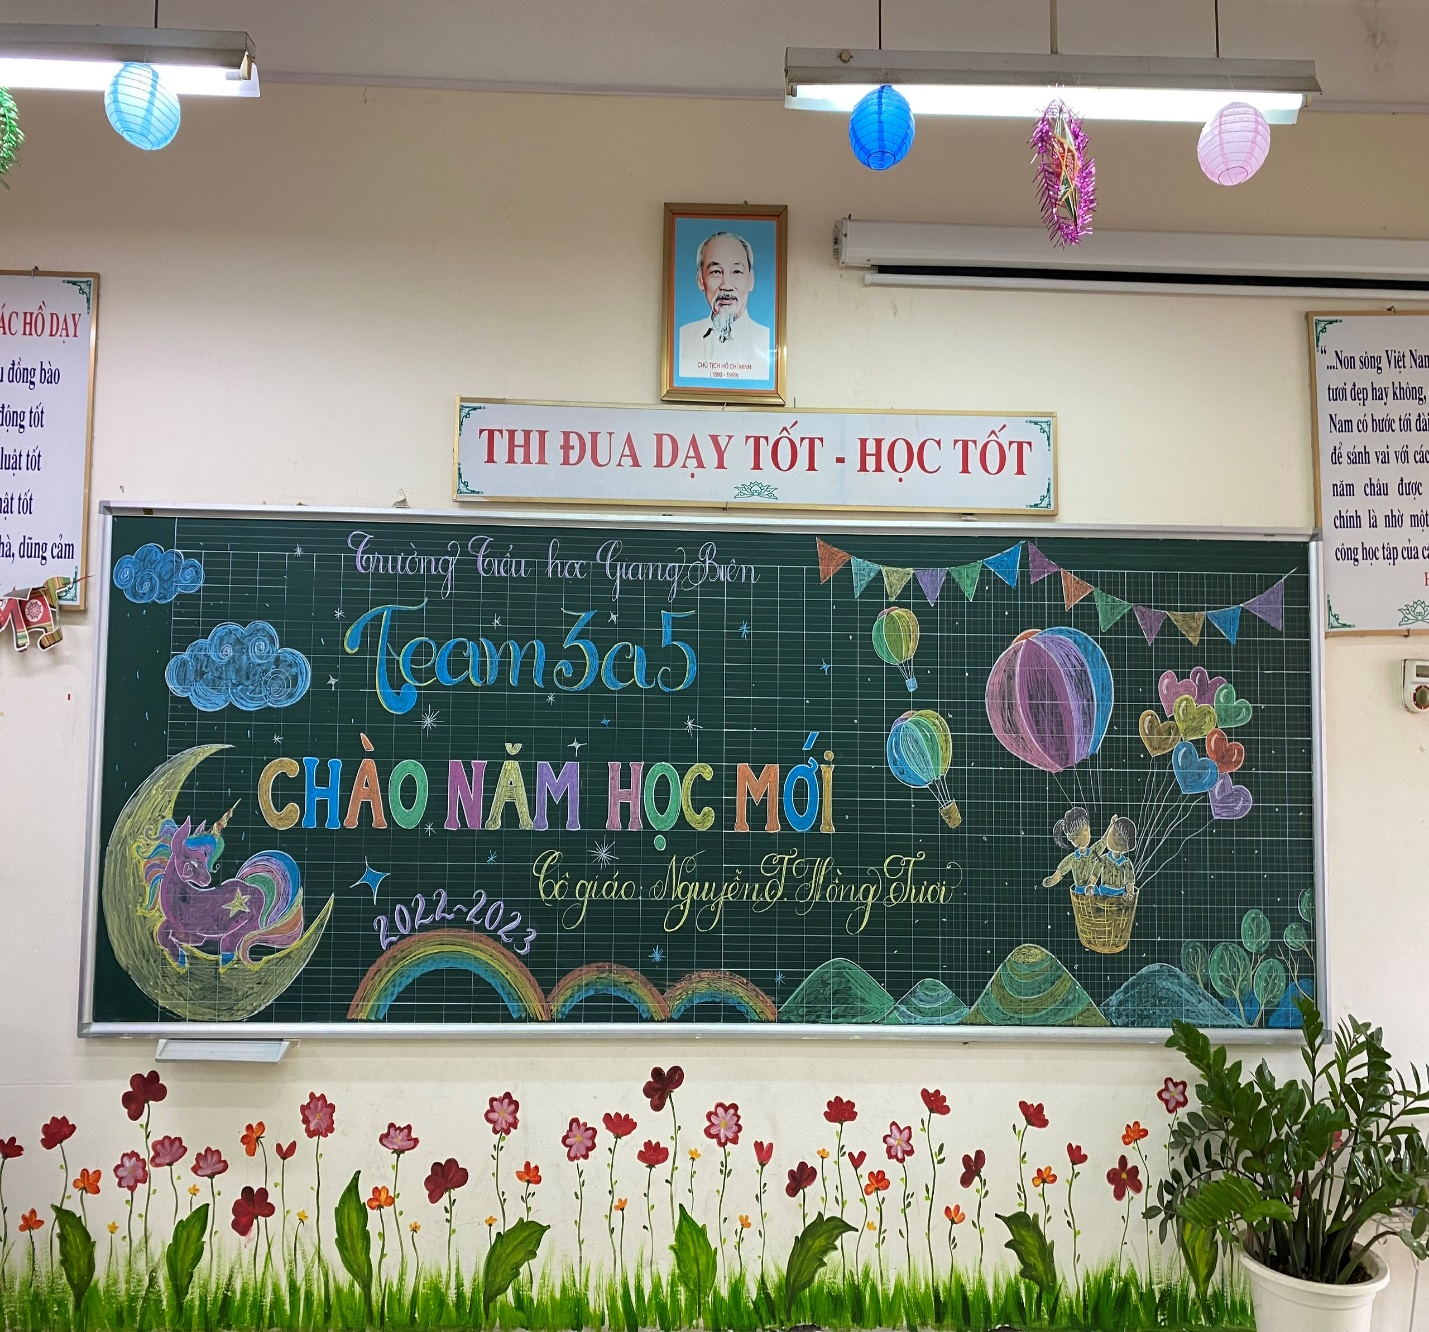 CHỦ TỊCH HỒ CHÍ MINH
(1890 - 1969)
THI ĐUA DẠY TỐT - HỌC TỐT
ÁC HỒ DẠY
đồng bào
động tốt
luật tốt
tốt
dũng cảm
Trường Tiểu học Giang Biên
Team 3a5
CHÀO NĂM HỌC MỚI
Cô giáo: Nguyễn T. Hồng Tươi
2022~2023
“...Non sông Việt Nam
tươi đẹp hay không,
Nam có bước tới đài
để sánh vai với các
năm châu được
chính là nhờ một
công học tập của